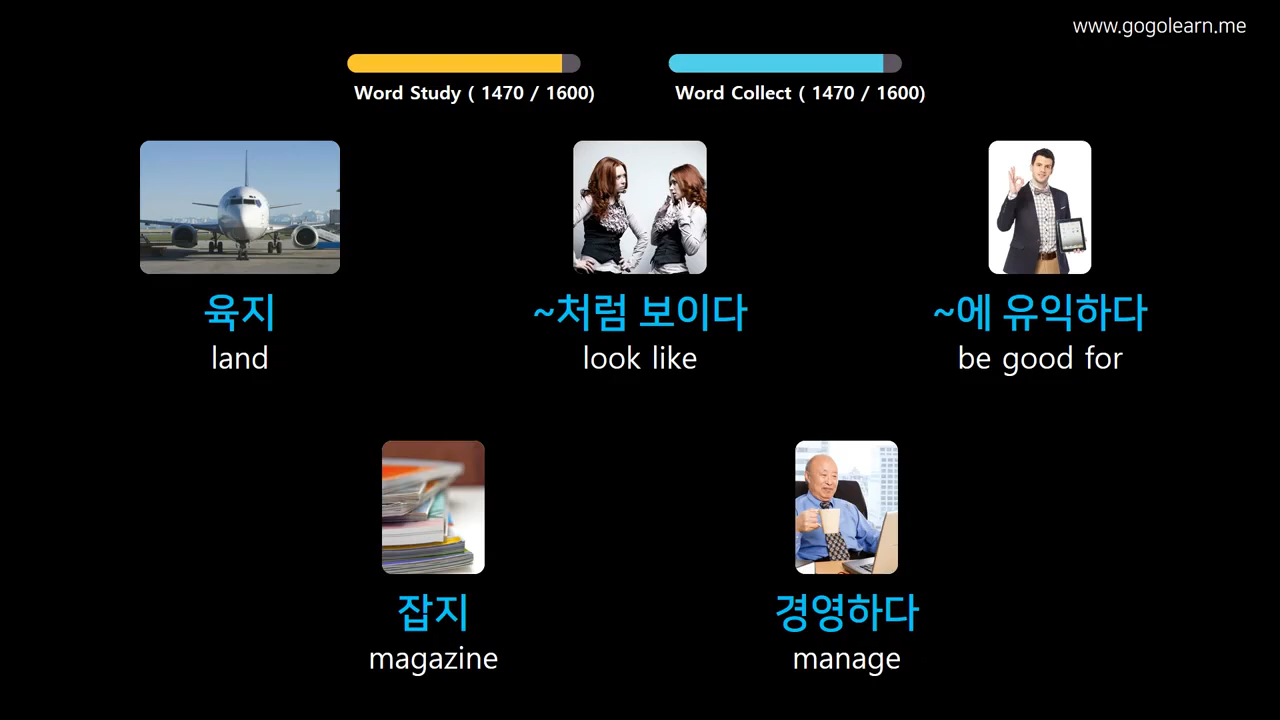 www.gogolearn.me
Word Study ( 1470 / 1600)
Word Collect ( 1470 / 1600)
육지
land
~처럼 보이다
look like
~에 유익하다
be good for
잡지
magazine
경영하다
manage